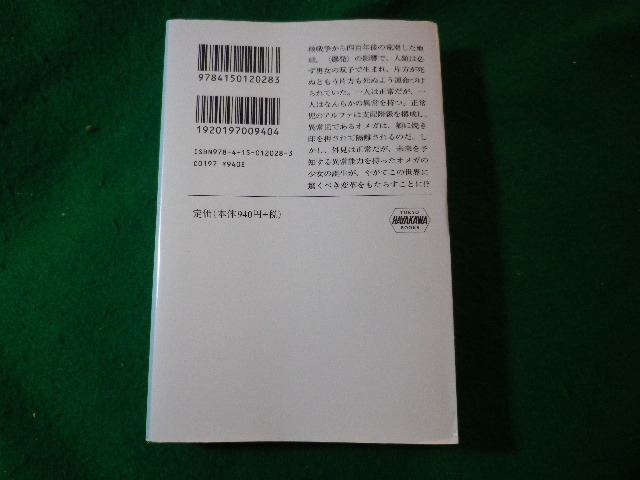 9784150120283
1920197009404
ISBN978-4-15-012028-3
C0197 ¥940E
定価(本体940円+税)
核戦争から四百年後の荒廃した地
球。〈爆発〉の影響で、人類は必
ず男女の双子で生まれ、片方が死
ぬともう片方も死ぬよう運命づけ
られていた。一人は正常だが、一
人はなんらかの異常を持つ。正常
児のアルファは支配階級を構成し、
異常児であるオメガは、額に焼き
印を押されて隔離されるのだ。し
かし、外見は正常だが、未来を予
知する異常能力を持ったオメガの
少女の誕生が、やがてこの世界に
驚くべき変革をもたらすことに!?
TOKYO
HAYAKAWA
BOOKS